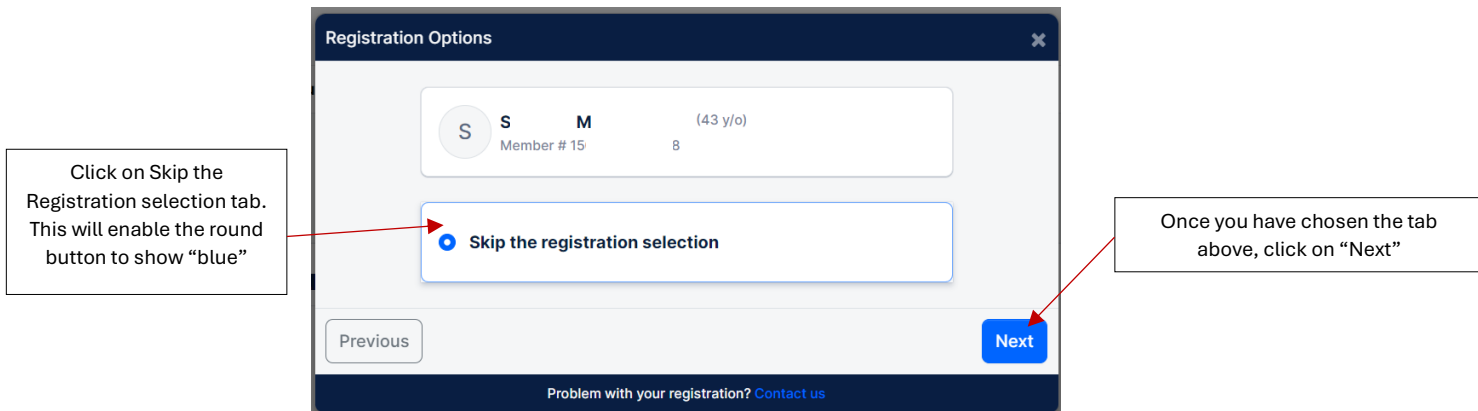 Registration Options
S
S M (43 y/o)
Member # 15 8
Click on Skip the
Registration selection tab.
This will enable the round
button to show “blue”
Skip the registration selection
Once you have chosen the tab
above, click on “Next”
Previous
Next
Problem with your registration? Contact us